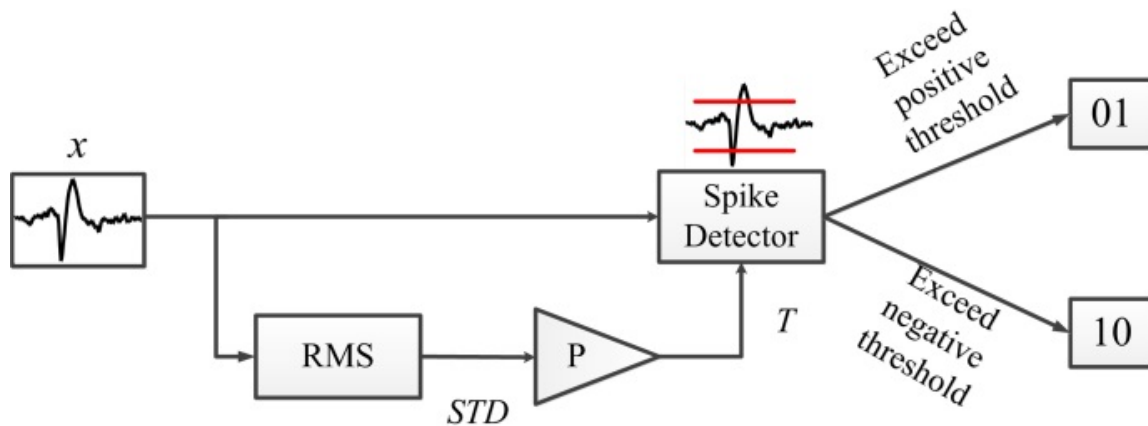 x
RMS
STD
P
T
Spike
Detector
Exceed
positive
threshold
01
Exceed
negative
threshold
10